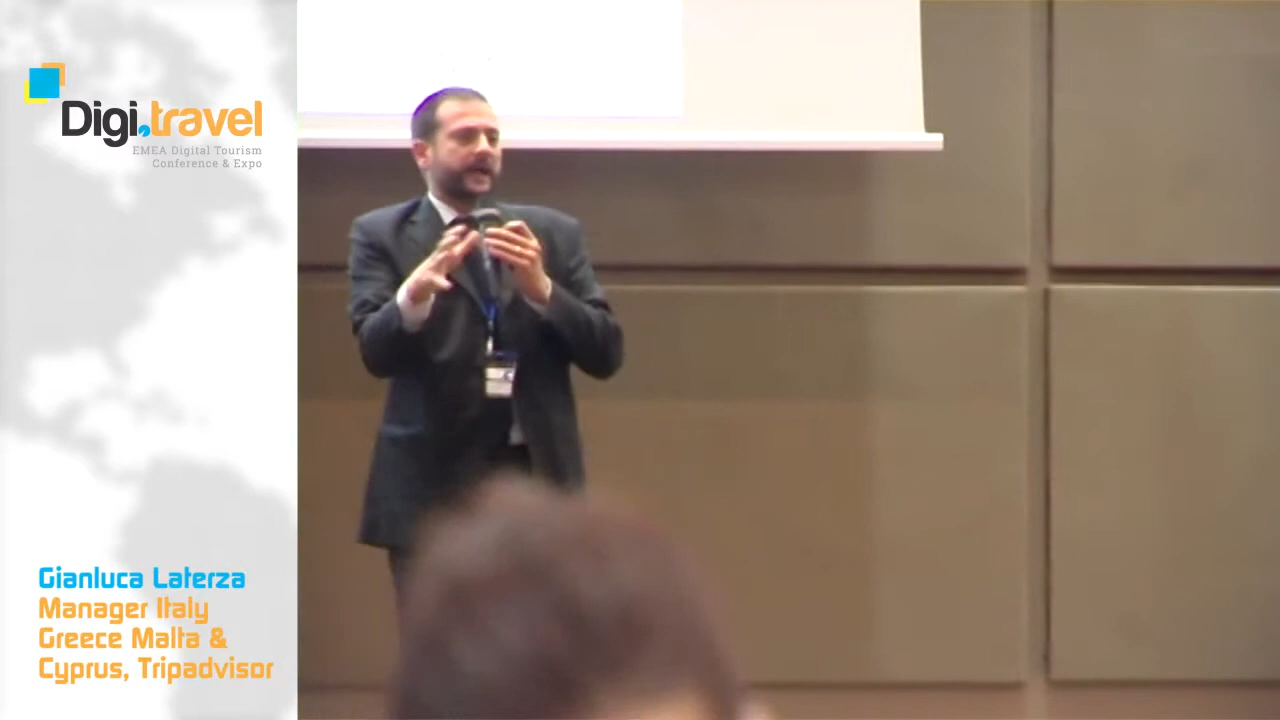 Digi.travel
EMEA Digital Tourism
Conference & Expo
Gianluca Laterza
Manager Italy
Greece Malta &
Cyprus, Tripadvisor